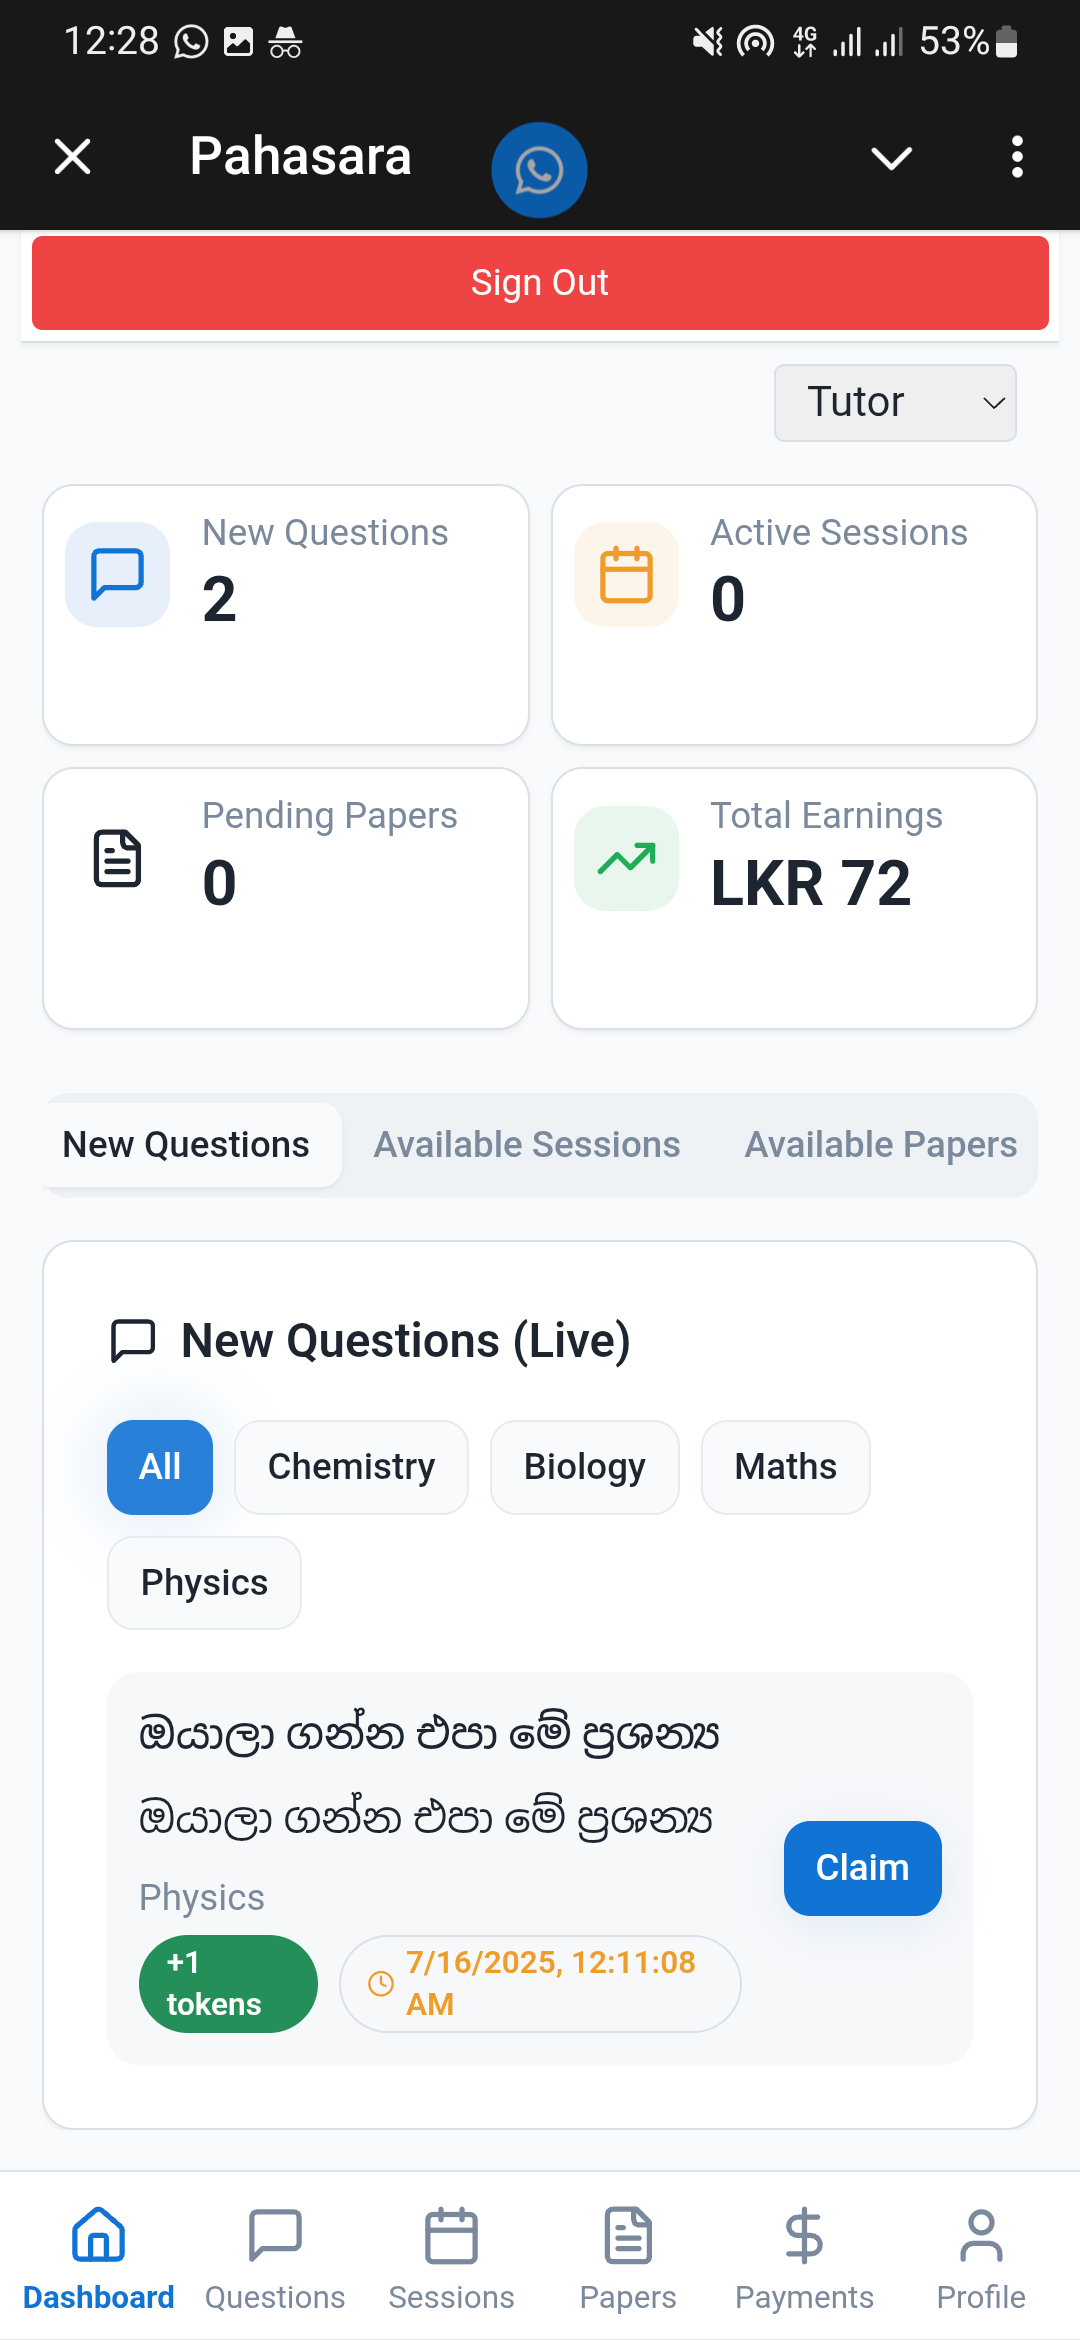 12:28
4G
53%
Pahasara
Sign Out
Tutor
New Questions
2
Active Sessions
0
Pending Papers
0
Total Earnings
LKR 72
New Questions
Available Sessions
Available Papers
New Questions (Live)
All
Chemistry
Biology
Maths
Physics
ඔයාලා ගන්න එපා මේ ප්‍රශන්‍ය
ඔයාලා ගන්න එපා මේ ප්‍රශන්‍ය
Claim
Physics
+1
tokens
7/16/2025, 12:11:08
AM
Dashboard
Questions
Sessions
Papers
Payments
Profile